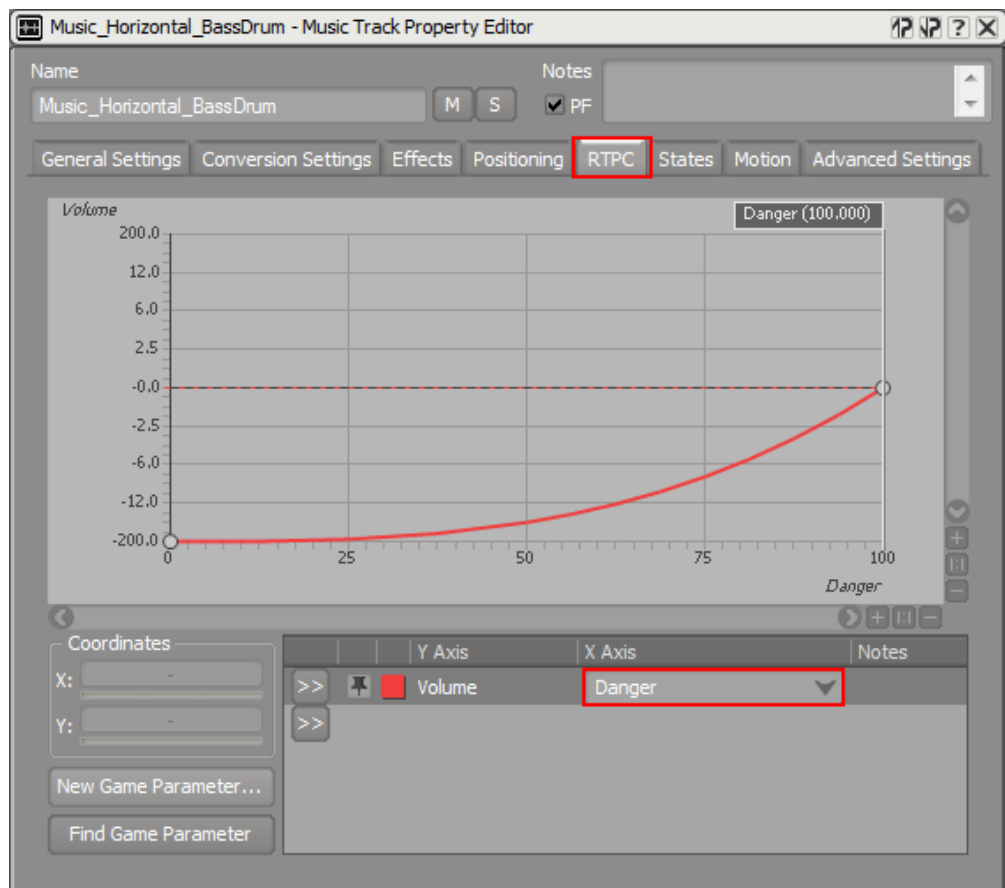 Music_Horizontal_BassDrum - Music Track Property Editor
Name
Notes
Music_Horizontal_BassDrum
M
S
PF
General Settings
Conversion Settings
Effects
Positioning
RTPC
States
Motion
Advanced Settings
Volume
Danger (100.000)
200.0
12.0
6.0
2.5
-0.0
-2.5
-6.0
-12.0
-200.0
0
25
50
75
100
Danger
Coordinates
X:
-
Y:
-
Y Axis
X Axis
Notes
>>
Volume
Danger
>>
New Game Parameter...
Find Game Parameter